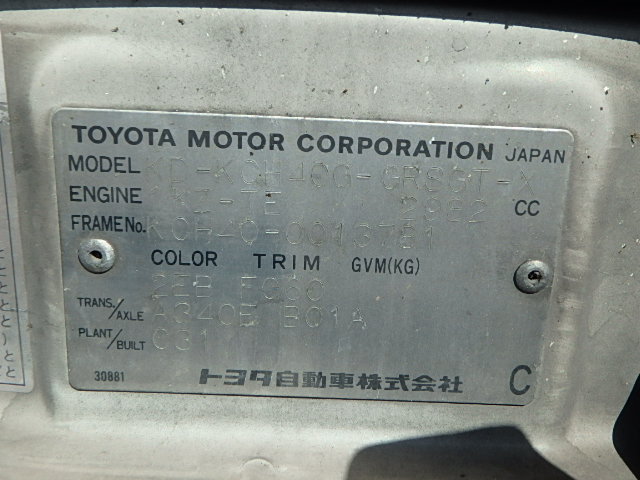 TOYOTA MOTOR CORPORATION JAPAN
MODEL KD-KCH40G-GRSGT-X
ENGINE 1KZ-TE 2982 CC
FRAME No. KCH40-0013781
COLOR TRIM GVM(KG)
2EB FC60
TRANS./AXLE A340E B01A
PLANT/BUILT C31
30881 トヨタ自動車株式会社 C